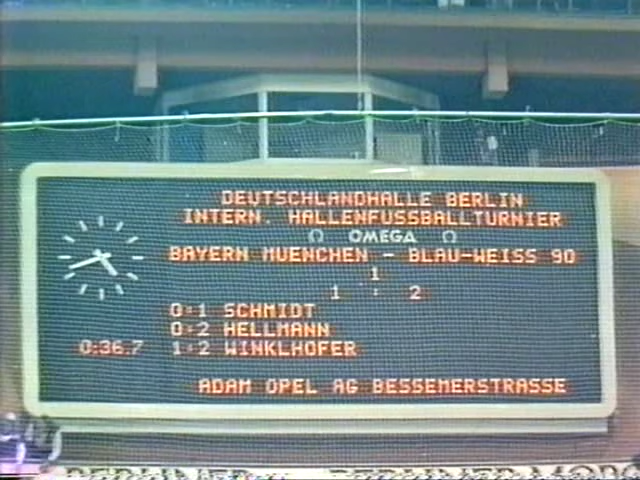 DEUTSCHLANDHALLE BERLIN
INTERN. HALLENFUSSBALLTURNIER
Ω OMEGA Ω
BAYERN MUENCHEN - BLAU-WEISS 90
1
1 : 2
0:1 SCHMIDT
0:2 HELLMANN
0:36.7 1:2 WINKLHOFER
ADAM OPEL AG BESSEMERSTRASSE